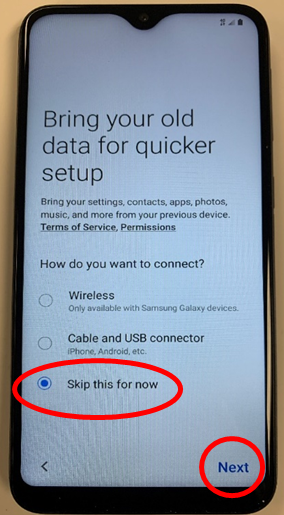 Bring your old
data for quicker
setup
Bring your settings, contacts, apps, photos,
music, and more from your previous device.
Terms of Service, Permissions
How do you want to connect?
Wireless
Only available with Samsung Galaxy devices.
Cable and USB connector
iPhone, Android, etc.
Skip this for now
Next